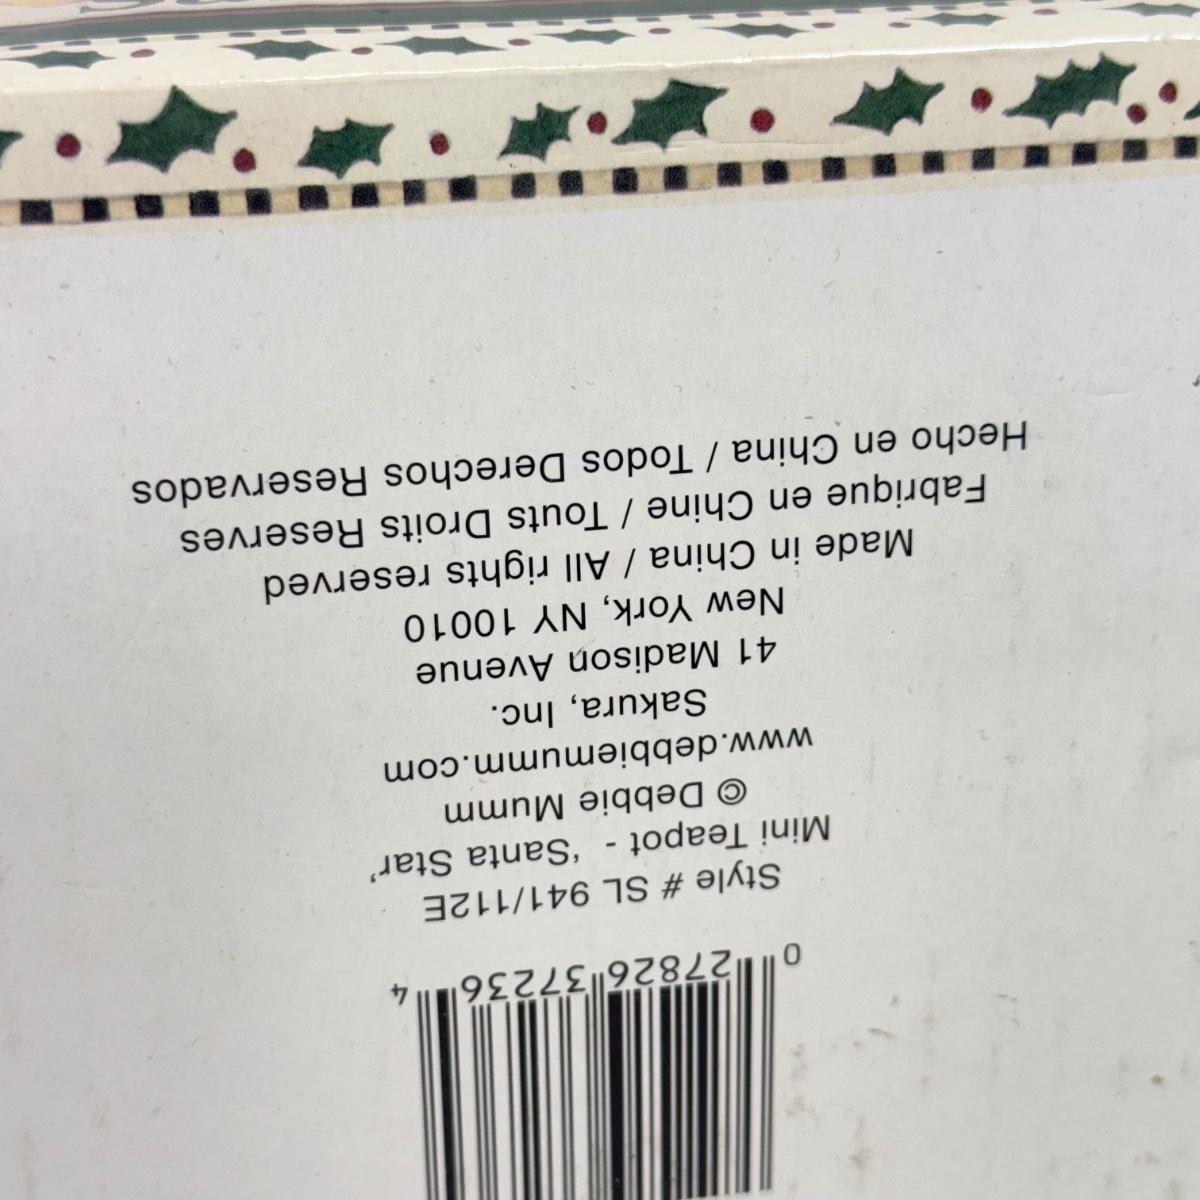 0 27826 37236 4
Style # SL 941/112E
Mini Teapot - 'Santa Star'
© Debbie Mumm
www.debbiemumm.com
Sakura, Inc.
41 Madison Avenue
New York, NY 10010
Made in China / All rights reserved
Fabrique en Chine / Touts Droits Reserves
Hecho en China / Todos Derechos Reservados